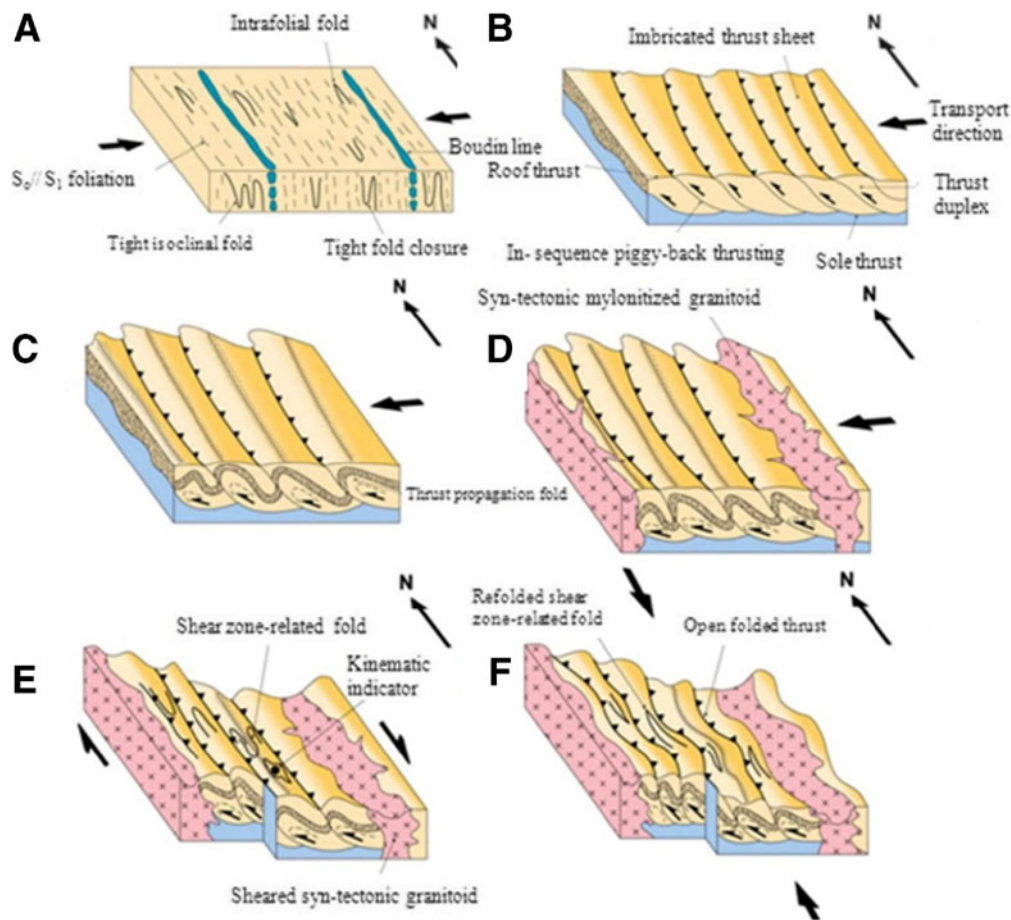 A
Intrafolial fold
N
Boudin line
S₀// S₁ foliation
Tight isoclinal fold
Tight fold closure
B
Imbricated thrust sheet
N
Transport
direction
Roof thrust
Thrust
duplex
In- sequence piggy-back thrusting
Sole thrust
C
N
Thrust propagation fold
D
Syn-tectonic mylonitized granitoid
N
E
Shear zone-related fold
N
Kinematic
indicator
Sheared syn-tectonic granitoid
F
Refolded shear
zone-related fold
Open folded thrust
N